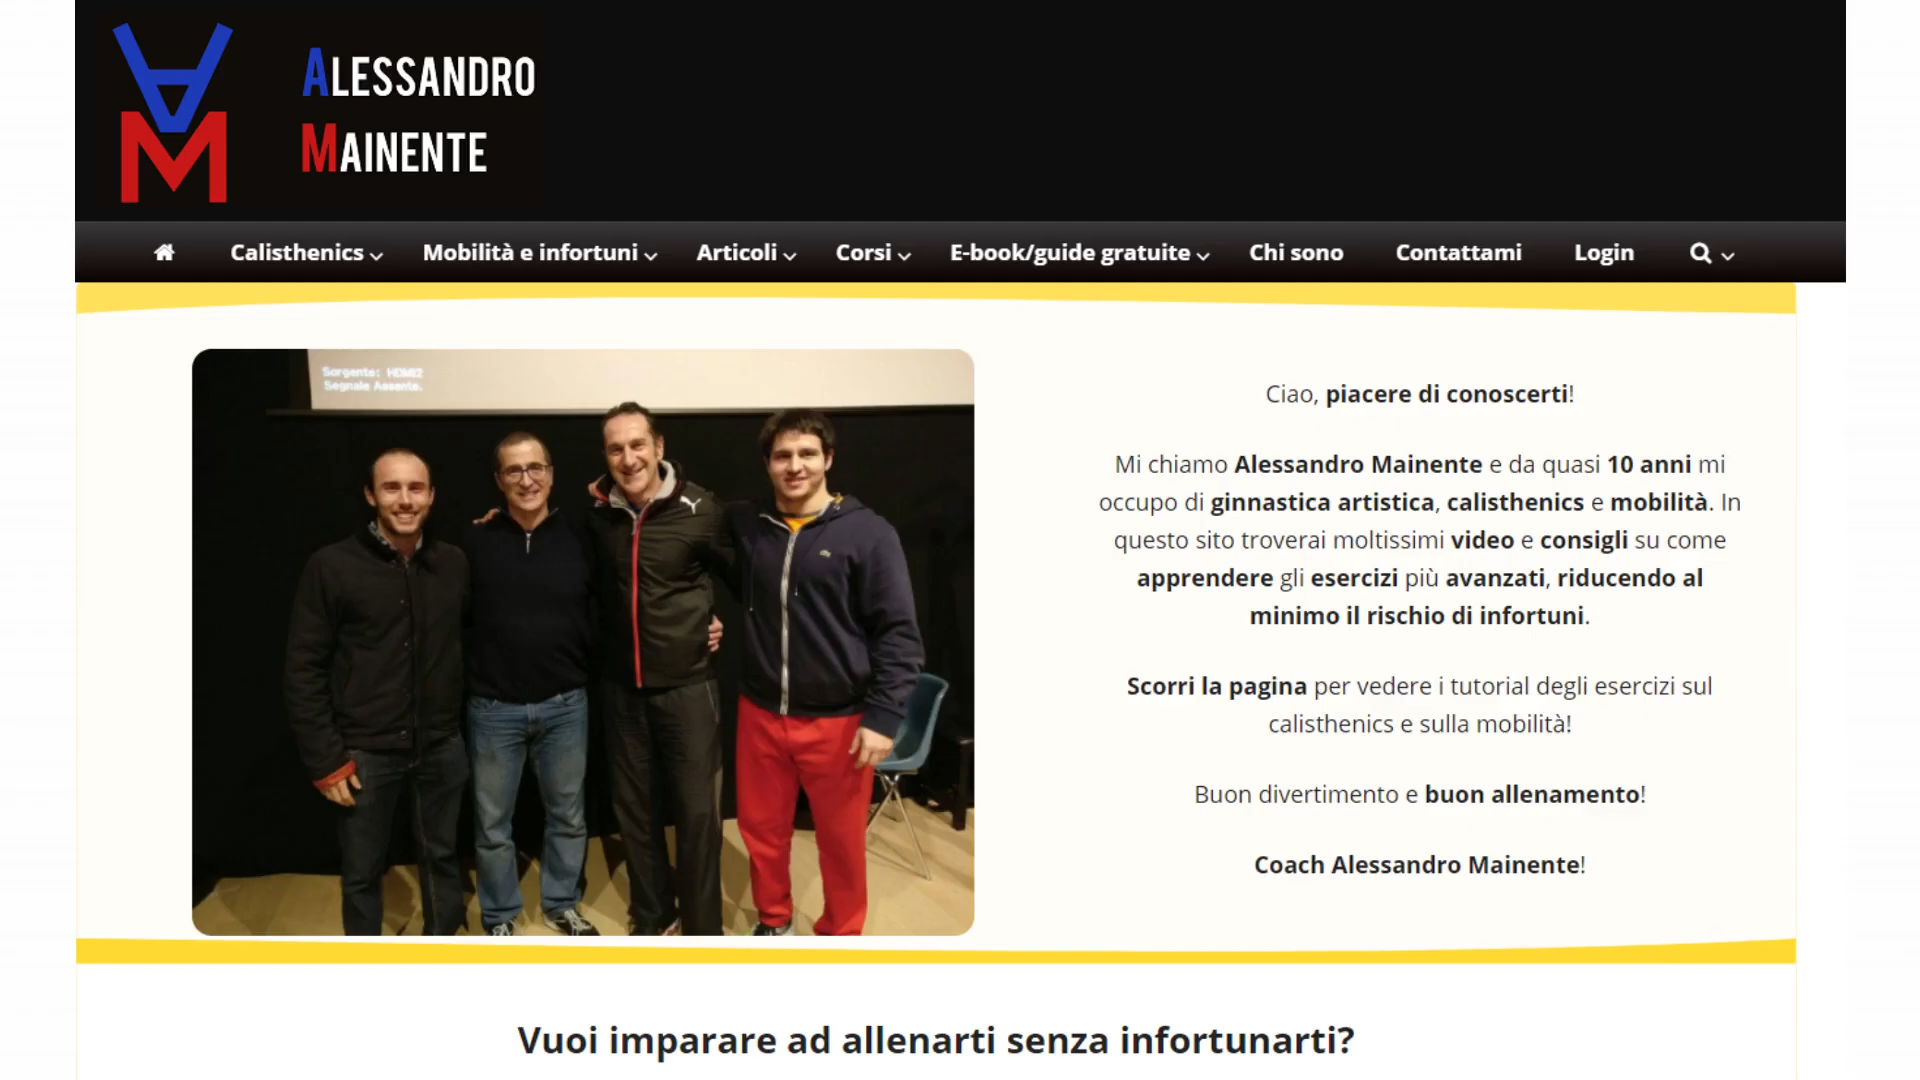 ALESSANDRO
MAINENTE
Calisthenics Mobilità e infortuni Articoli Corsi E-book/guide gratuite Chi sono Contattami Login
Sorgente: HDMI2
Segnale Assente.
Ciao, piacere di conoscerti!
Mi chiamo Alessandro Mainente e da quasi 10 anni mi
occupo di ginnastica artistica, calisthenics e mobilità. In
questo sito troverai moltissimi video e consigli su come
apprendere gli esercizi più avanzati, riducendo al
minimo il rischio di infortuni.
Scorri la pagina per vedere i tutorial degli esercizi sul
calisthenics e sulla mobilità!
Buon divertimento e buon allenamento!
Coach Alessandro Mainente!
Vuoi imparare ad allenarti senza infortunarti?